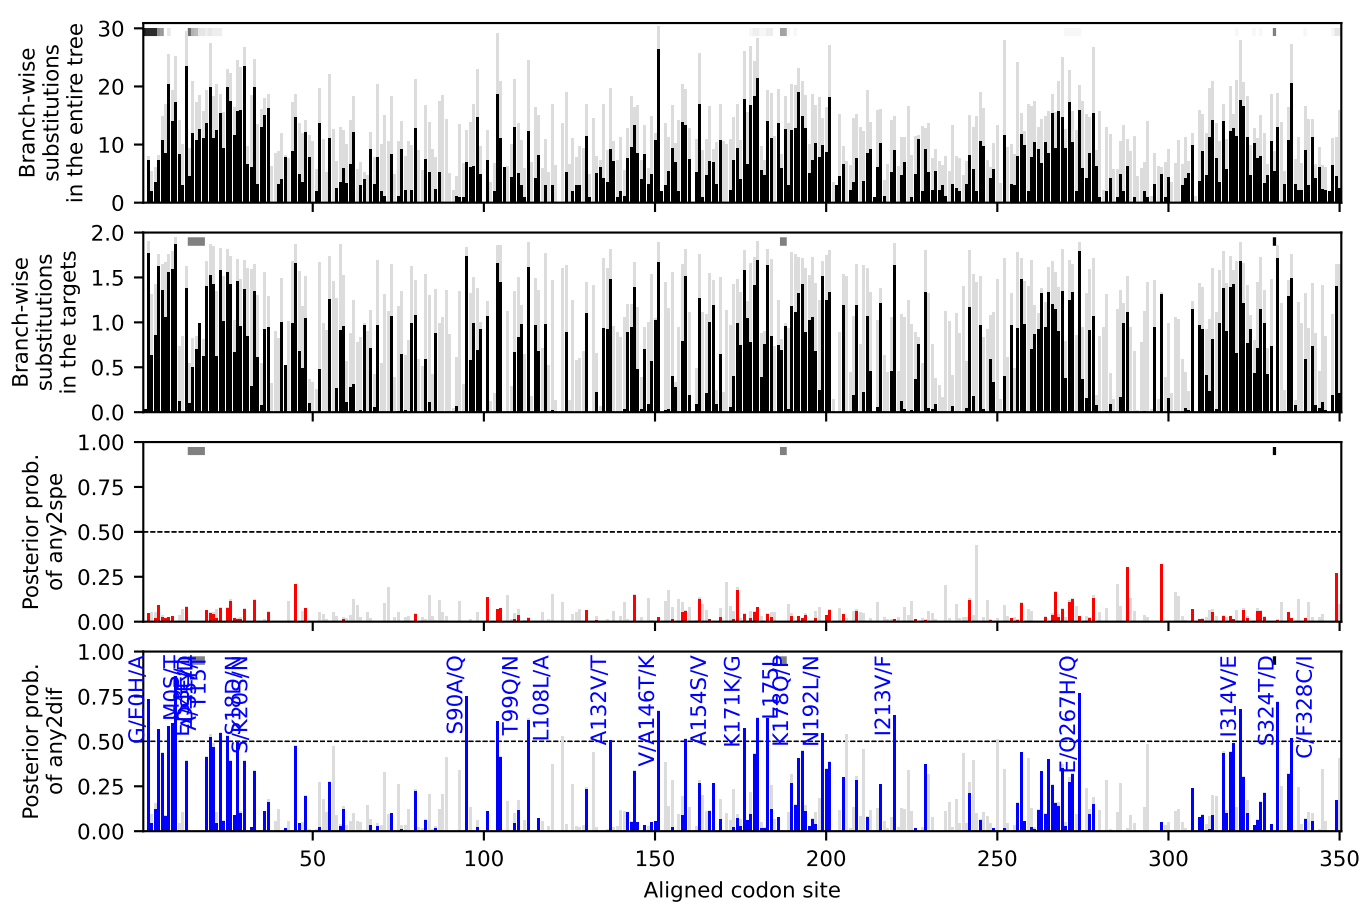 Branch-wise
substitutions
in the entire tree
30
20
10
0
Branch-wise
substitutions
in the targets
2.0
1.5
1.0
0.5
0.0
Posterior prob.
of any2spe
1.00
0.75
0.50
0.25
0.00
Posterior prob.
of any2dif
1.00
0.75
0.50
0.25
0.00
G/E0H/A
S18D/N
S/K20S/N
S90A/Q
T99Q/N
L108L/A
A132V/T
V/A146T/K
A154S/V
K171K/G
L175L
K178Q/P
N192L/N
I213V/F
E/Q267H/Q
I314V/E
S324T/D
C/F328C/I
50
100
150
200
250
300
350
Aligned codon site